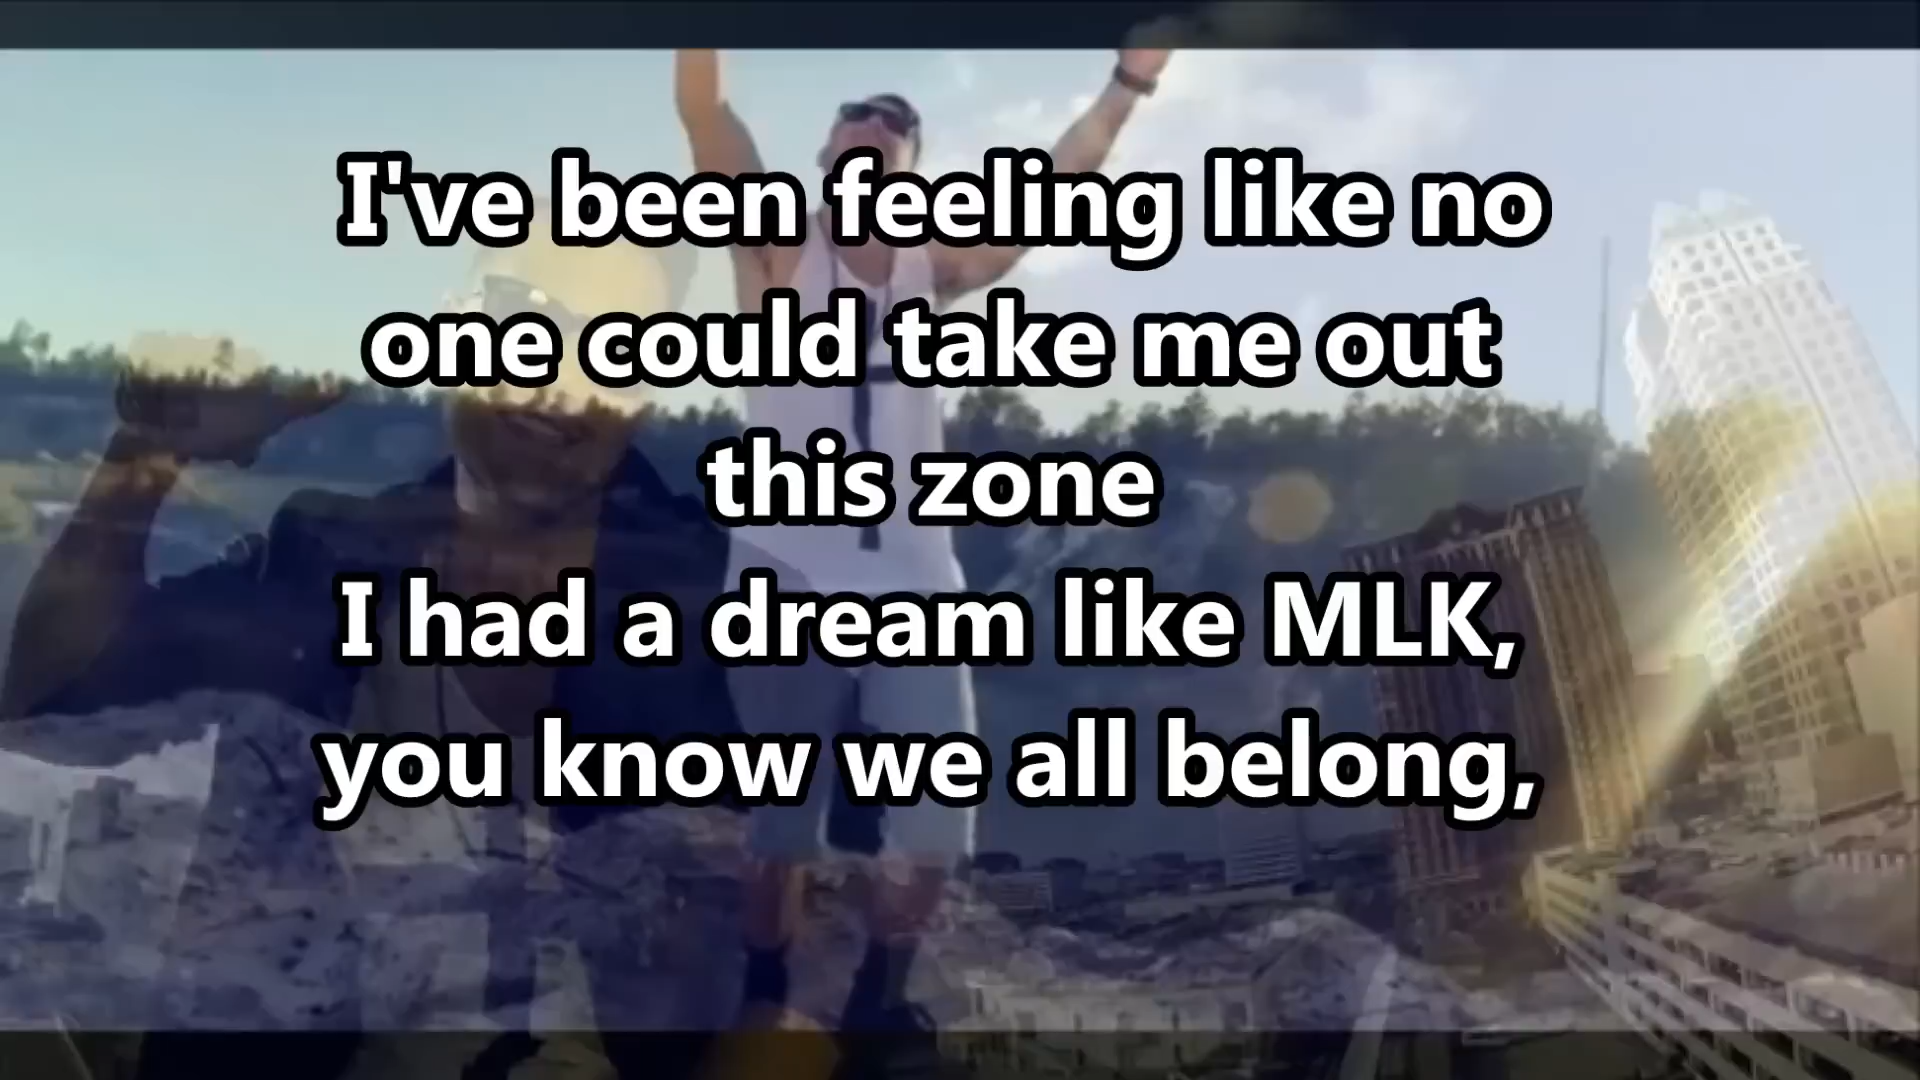 I've been feeling like no
one could take me out
this zone
I had a dream like MLK,
you know we all belong,